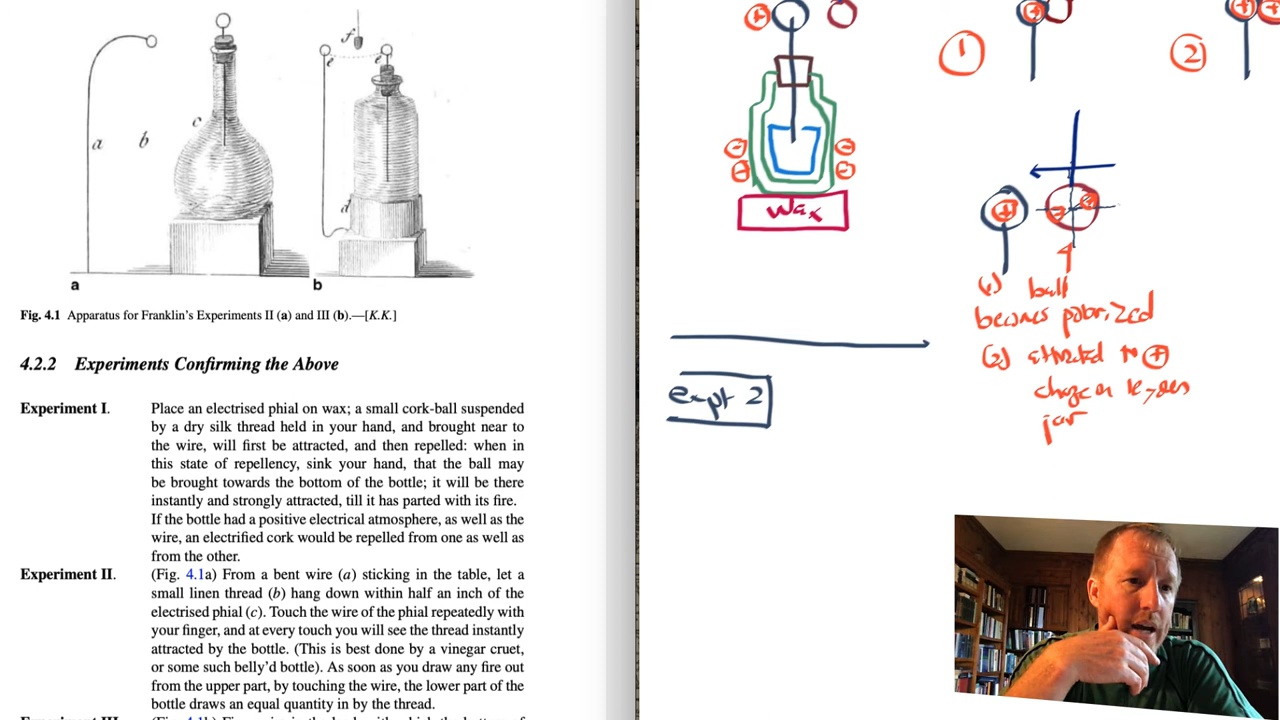 f
e
e
c
a
b
d
a
b
Fig. 4.1 Apparatus for Franklin's Experiments II (a) and III (b).—[K.K.]
4.2.2 Experiments Confirming the Above
Experiment I. Place an electrised phial on wax; a small cork-ball suspended
by a dry silk thread held in your hand, and brought near to
the wire, will first be attracted, and then repelled: when in
this state of repellency, sink your hand, that the ball may
be brought towards the bottom of the bottle; it will be there
instantly and strongly attracted, till it has parted with its fire.
If the bottle had a positive electrical atmosphere, as well as the
wire, an electrified cork would be repelled from one as well as
from the other.
Experiment II. (Fig. 4.1a) From a bent wire (a) sticking in the table, let a
small linen thread (b) hang down within half an inch of the
electrised phial (c). Touch the wire of the phial repeatedly with
your finger, and at every touch you will see the thread instantly
attracted by the bottle. (This is best done by a vinegar cruet,
or some such belly'd bottle). As soon as you draw any fire out
from the upper part, by touching the wire, the lower part of the
bottle draws an equal quantity in by the thread.
+
+
+ +
1
2
- -
- -
Wax
+
- +
(1) ball
becomes polarized
(2) attracted to +
charge on leyden
jar
expt 2